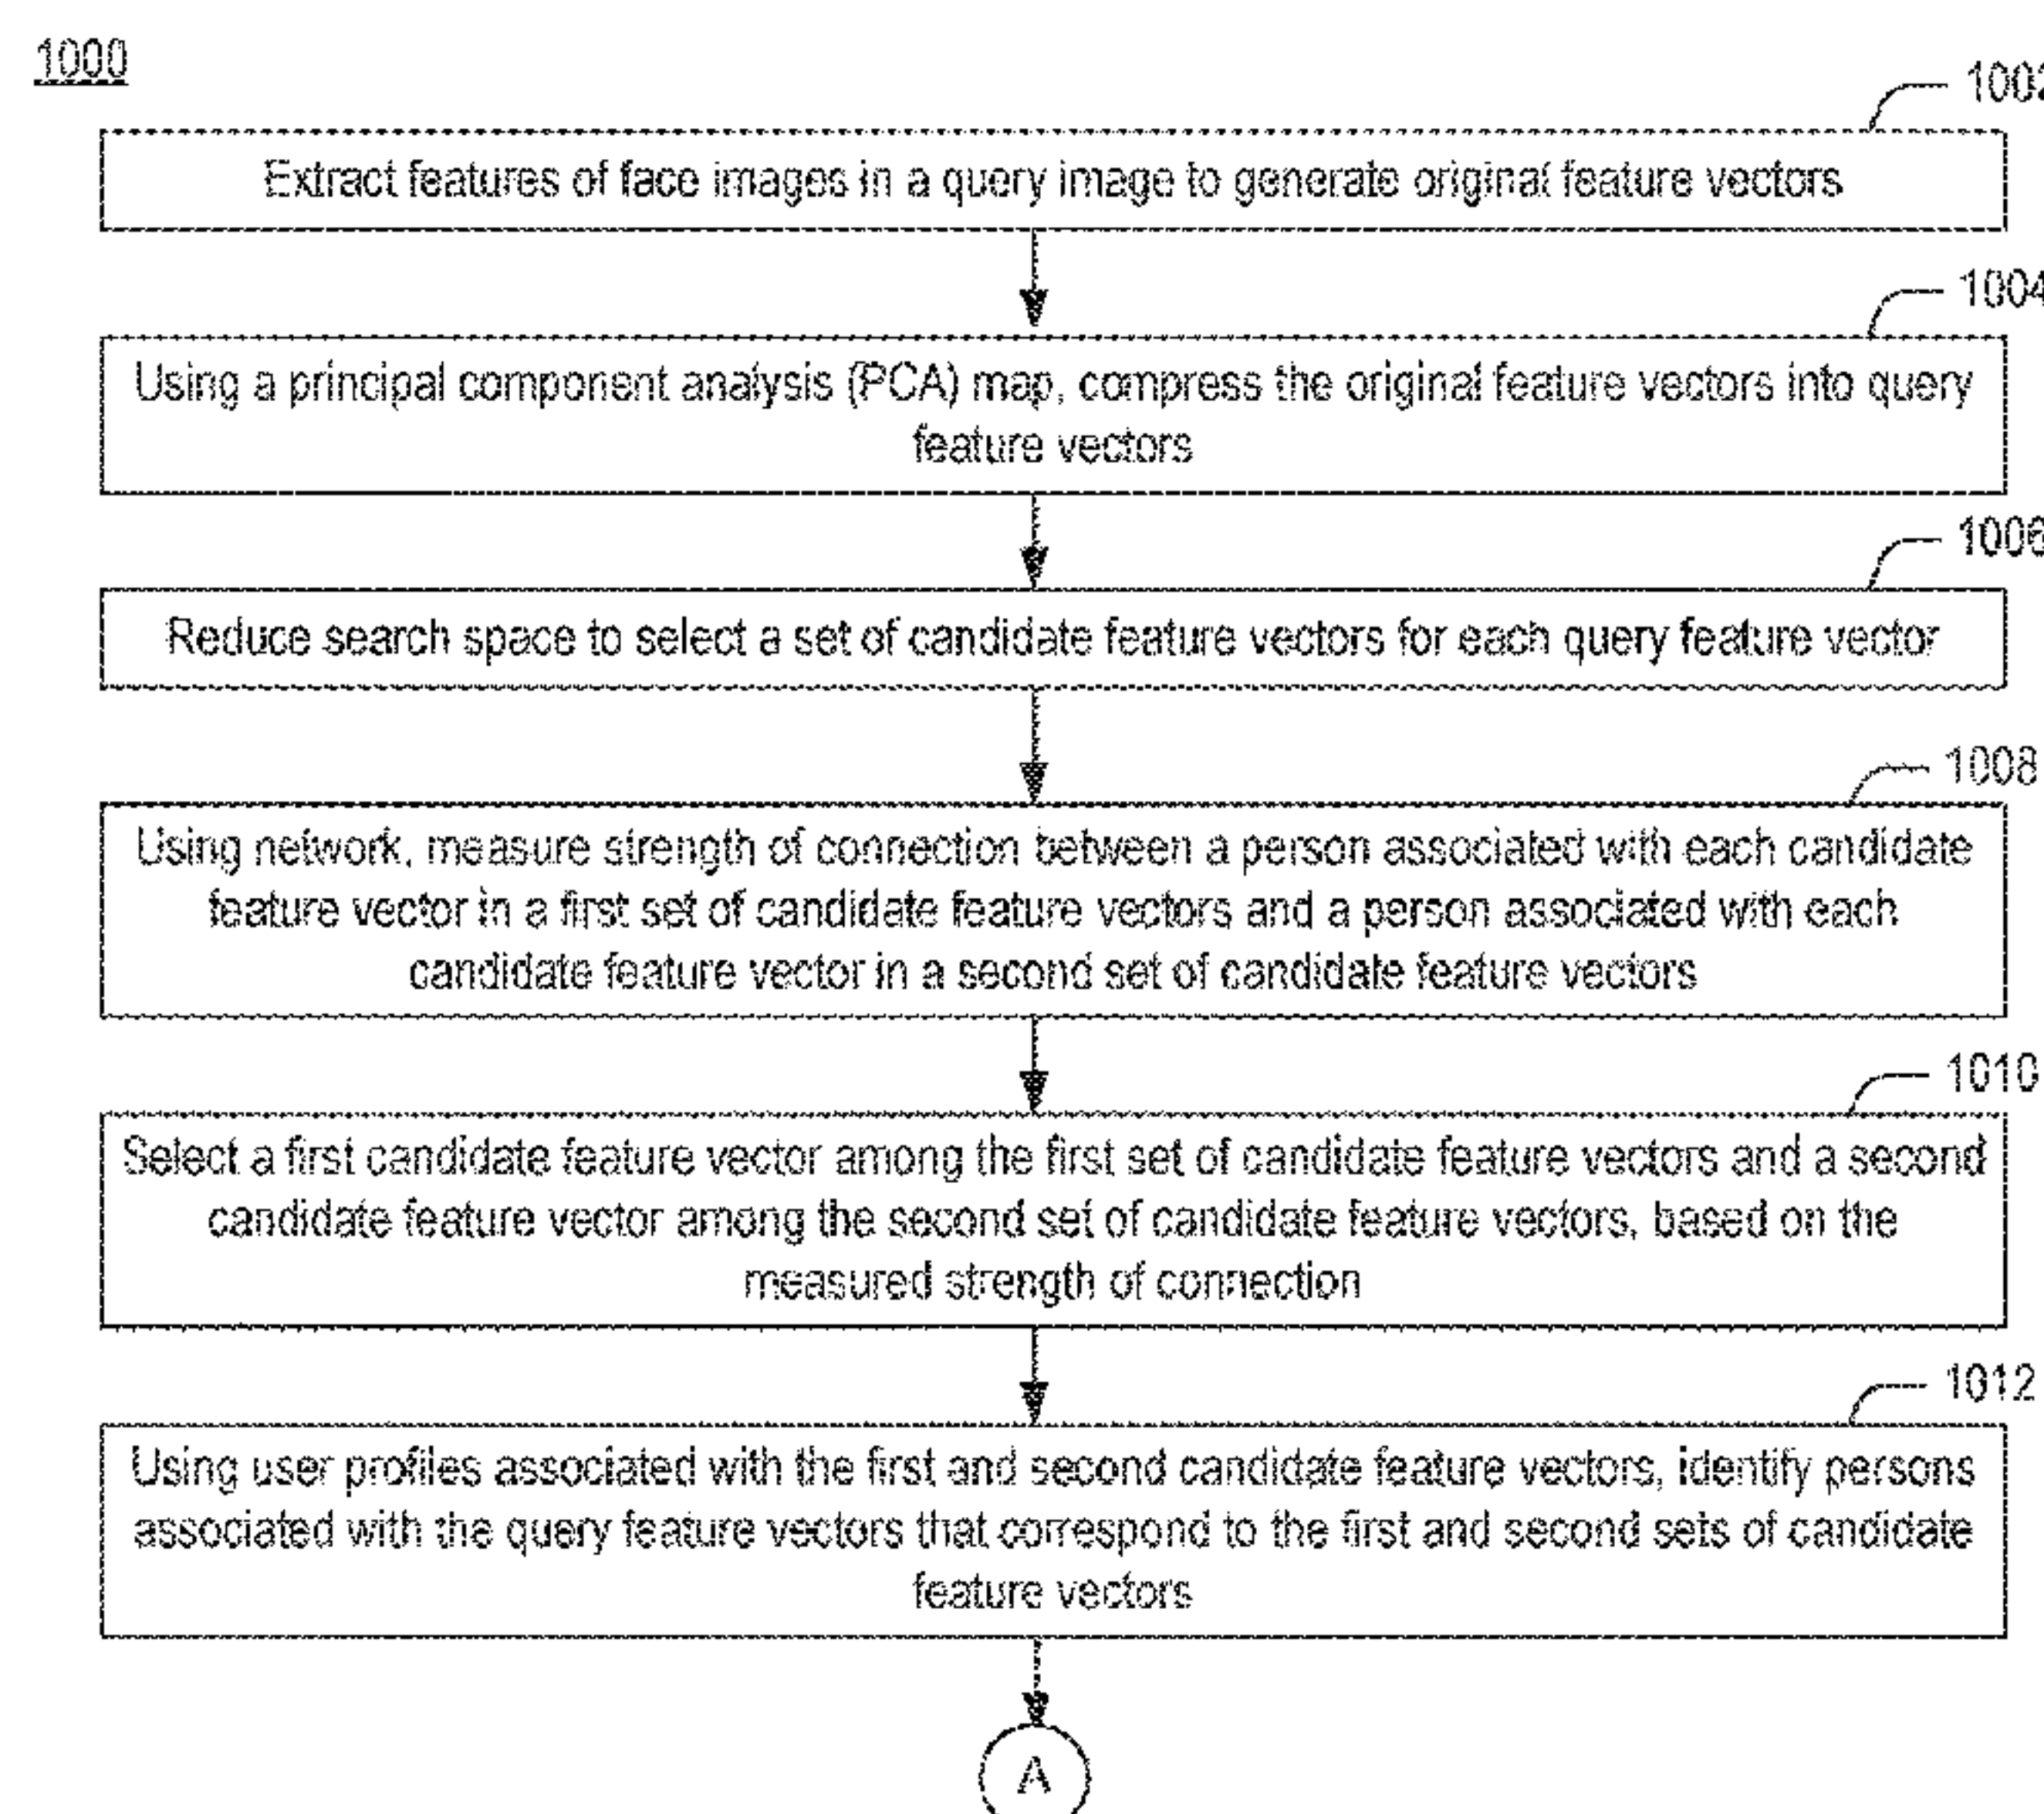 1000
1002
Extract features of face images in a query image to generate original feature vectors
1004
Using a principal component analysis (PCA) map, compress the original feature vectors into query
feature vectors
1006
Reduce search space to select a set of candidate feature vectors for each query feature vector
1008
Using network, measure strength of connection between a person associated with each candidate
feature vector in a first set of candidate feature vectors and a person associated with each
candidate feature vector in a second set of candidate feature vectors
1010
Select a first candidate feature vector among the first set of candidate feature vectors and a second
candidate feature vector among the second set of candidate feature vectors, based on the
measured strength of connection
1012
Using user profiles associated with the first and second candidate feature vectors, identify persons
associated with the query feature vectors that correspond to the first and second sets of candidate
feature vectors
A